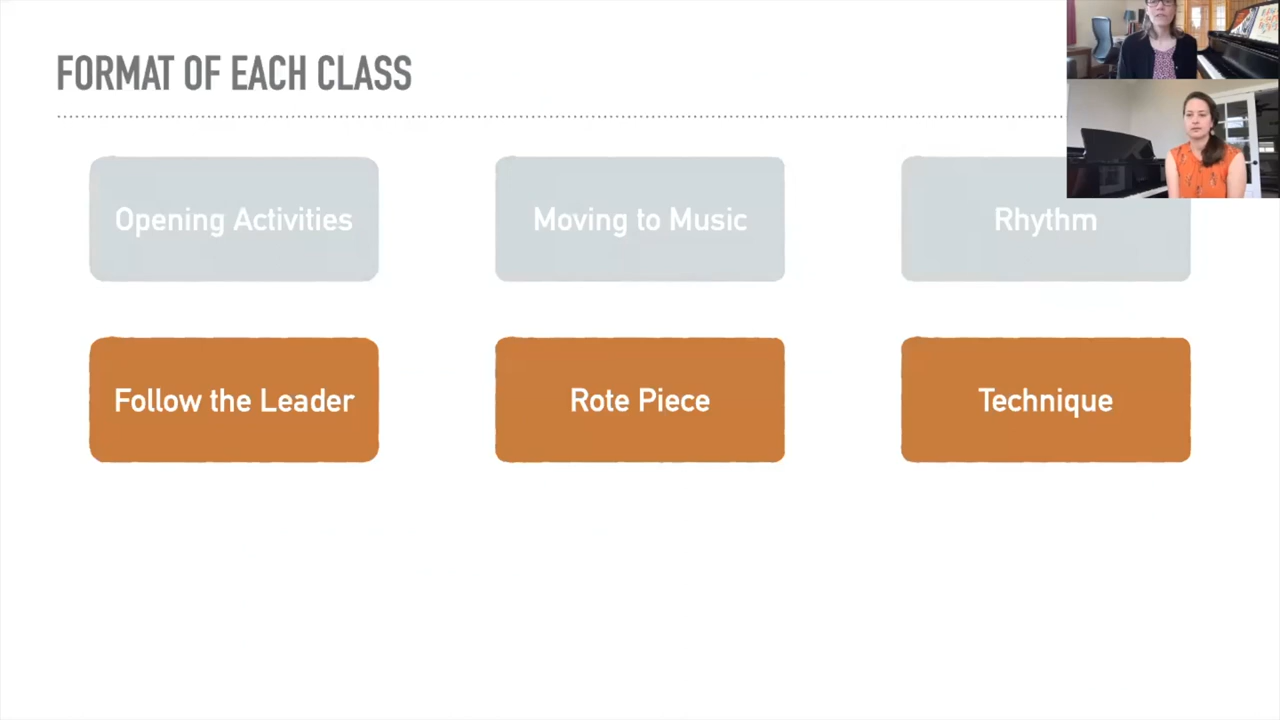 FORMAT OF EACH CLASS
Opening Activities
Moving to Music
Rhythm
Follow the Leader
Rote Piece
Technique